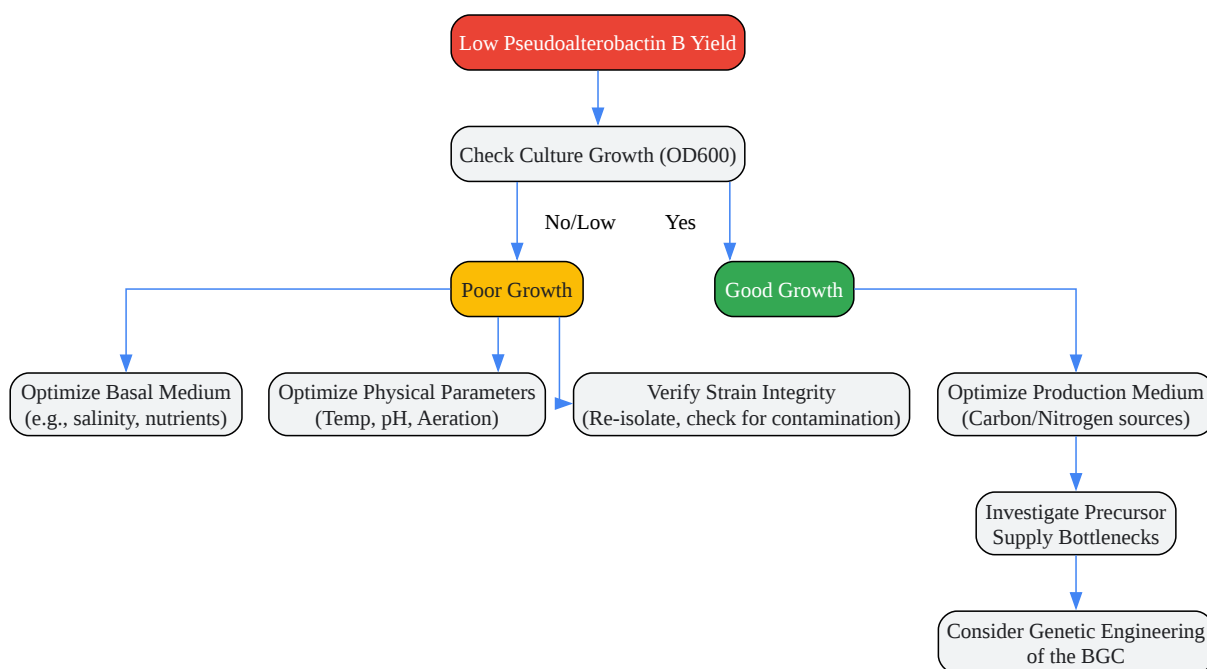 Low Pseudoalterobactin B Yield
Check Culture Growth (OD600)
No/Low
Yes
Poor Growth
Good Growth
Optimize Basal Medium
(e.g., salinity, nutrients)
Optimize Physical Parameters
(Temp, pH, Aeration)
Verify Strain Integrity
(Re-isolate, check for contamination)
Optimize Production Medium
(Carbon/Nitrogen sources)
Investigate Precursor
Supply Bottlenecks
Consider Genetic Engineering
of the BGC